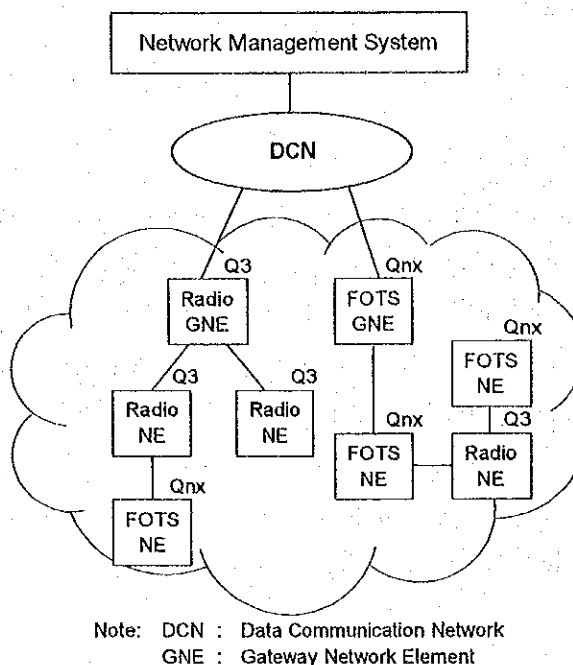 Network Management System
DCN
Q3
Radio
GNE
Qnx
FOTS
GNE
Qnx
FOTS
NE
Q3
Radio
NE
Q3
Radio
NE
Qnx
FOTS
NE
Q3
Radio
NE
Qnx
FOTS
NE
Note: DCN : Data Communication Network
GNE : Gateway Network Element